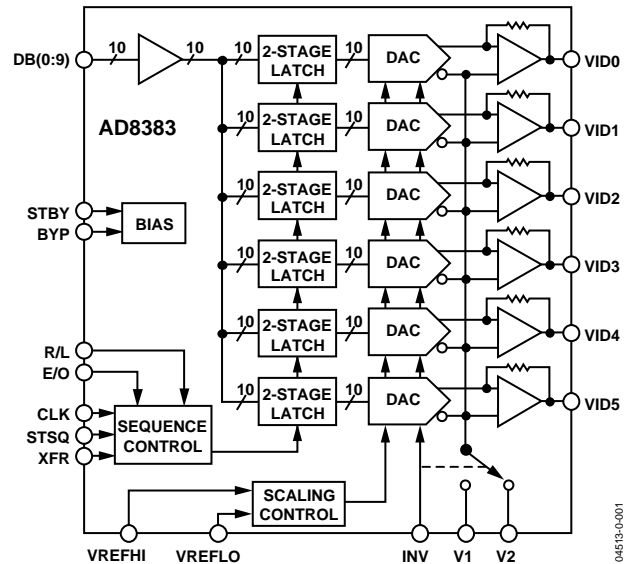 DB(0:9)
10
10
10
2-STAGE
LATCH
10
DAC
VID0
AD8383
10
2-STAGE
LATCH
10
DAC
VID1
10
2-STAGE
LATCH
10
DAC
VID2
STBY
BYP
BIAS
10
2-STAGE
LATCH
10
DAC
VID3
R/L
E/O
10
2-STAGE
LATCH
10
DAC
VID4
CLK
STSQ
XFR
SEQUENCE
CONTROL
10
2-STAGE
LATCH
10
DAC
VID5
SCALING
CONTROL
VREFHI
VREFLO
INV
V1
V2
04513-0-001